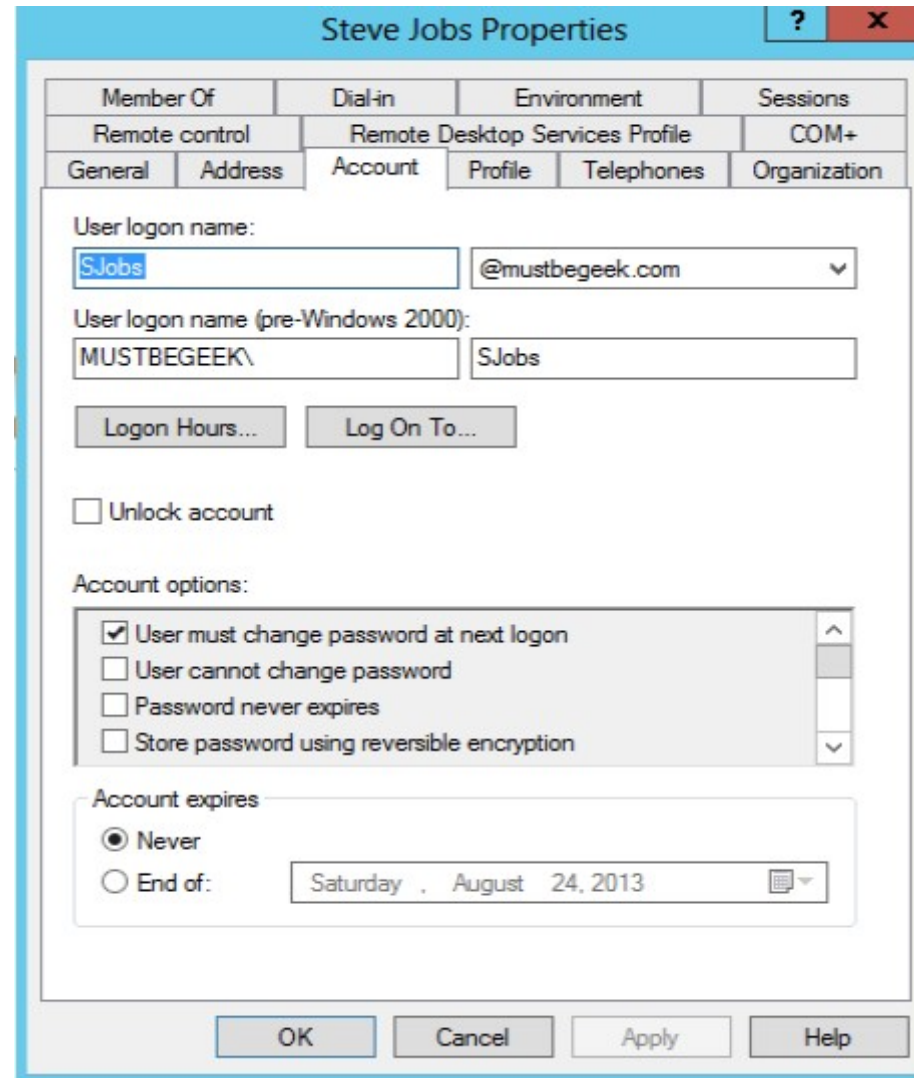 Steve Jobs Properties ? x
Member Of Dial-in Environment Sessions
Remote control Remote Desktop Services Profile COM+
General Address Account Profile Telephones Organization
User logon name:
SJobs @mustbegeek.com
User logon name (pre-Windows 2000):
MUSTBEGEEK\ SJobs
Logon Hours... Log On To...
Unlock account
Account options:
User must change password at next logon
User cannot change password
Password never expires
Store password using reversible encryption
Account expires
Never
End of: Saturday , August 24, 2013
OK Cancel Apply Help